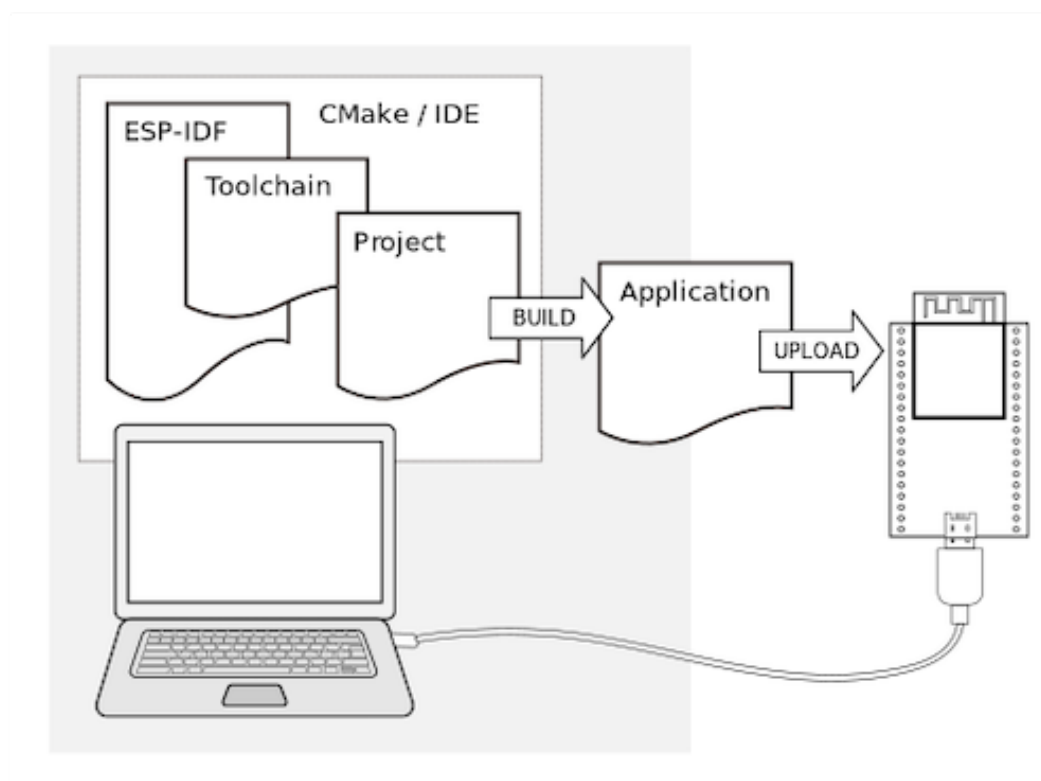 CMake / IDE
ESP-IDF
Toolchain
Project
BUILD
Application
UPLOAD